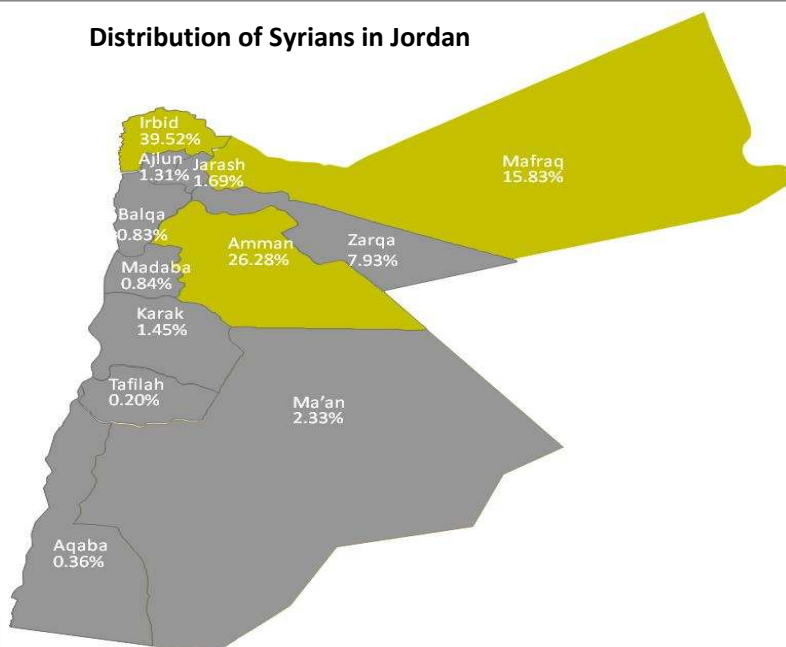 Distribution of Syrians in Jordan
Irbid
39.52%
Ajlun
1.31%
Jarash
1.69%
Mafraq
15.83%
Balqa
0.83%
Amman
26.28%
Zarqa
7.93%
Madaba
0.84%
Karak
1.45%
Tafilah
0.20%
Ma’an
2.33%
Aqaba
0.36%